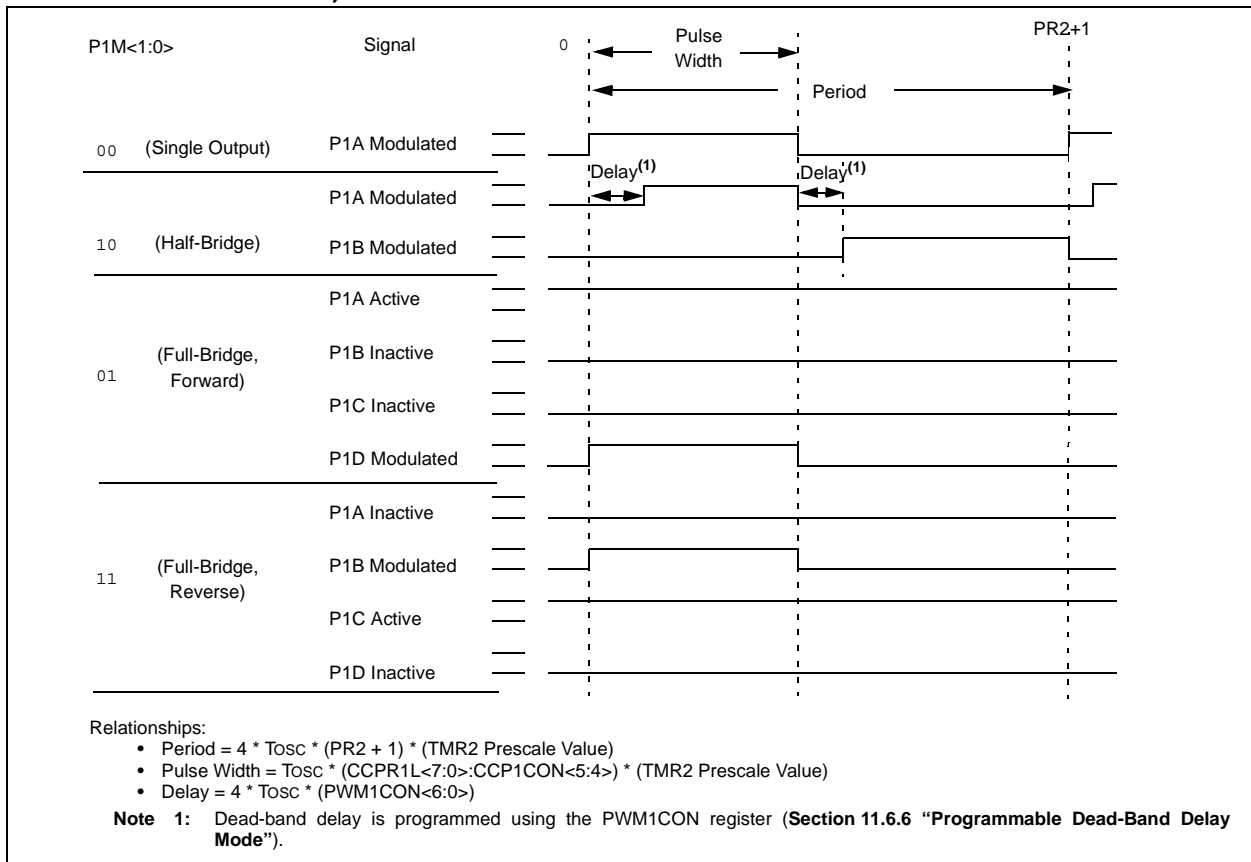 P1M<1:0> Signal 0 Pulse Width PR2+1
Period
00 (Single Output) P1A Modulated
Delay(1) Delay(1)
P1A Modulated
10 (Half-Bridge) P1B Modulated
P1A Active
01 (Full-Bridge, Forward) P1B Inactive
P1C Inactive
P1D Modulated
P1A Inactive
11 (Full-Bridge, Reverse) P1B Modulated
P1C Active
P1D Inactive
Relationships:
• Period = 4 * TOSC * (PR2 + 1) * (TMR2 Prescale Value)
• Pulse Width = TOSC * (CCPR1L<7:0>:CCP1CON<5:4>) * (TMR2 Prescale Value)
• Delay = 4 * TOSC * (PWM1CON<6:0>)
Note 1: Dead-band delay is programmed using the PWM1CON register (Section 11.6.6 “Programmable Dead-Band Delay
Mode”).